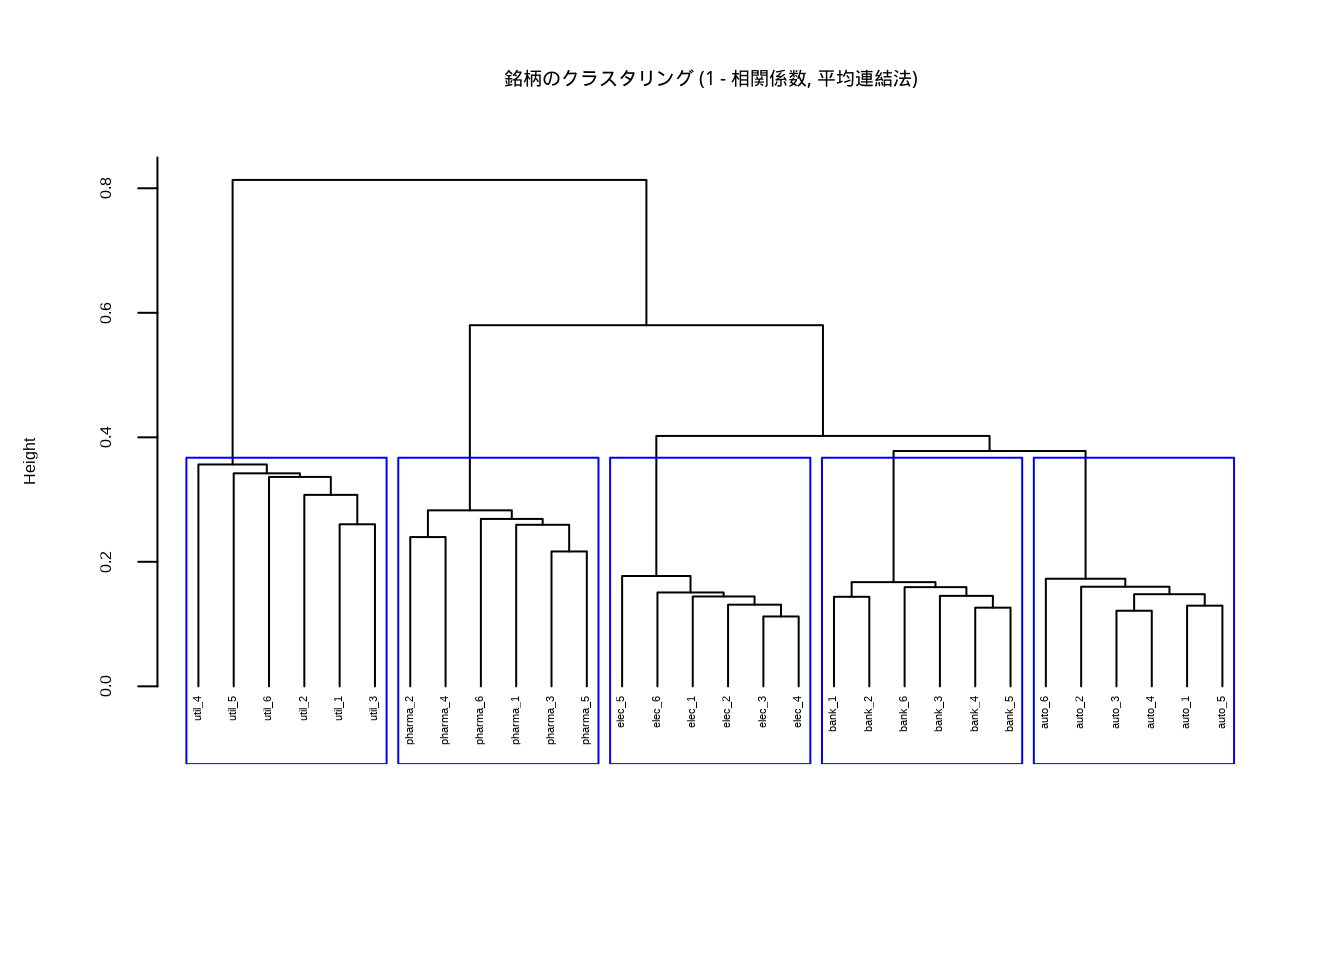 銘柄のクラスタリング (1 - 相関係数, 平均連結法)
Height
0.8
0.6
0.4
0.2
0.0
util_4
util_5
util_6
util_2
util_1
util_3
pharma_2
pharma_4
pharma_6
pharma_1
pharma_3
pharma_5
elec_5
elec_6
elec_1
elec_2
elec_3
elec_4
bank_1
bank_2
bank_6
bank_3
bank_4
bank_5
auto_6
auto_2
auto_3
auto_4
auto_1
auto_5